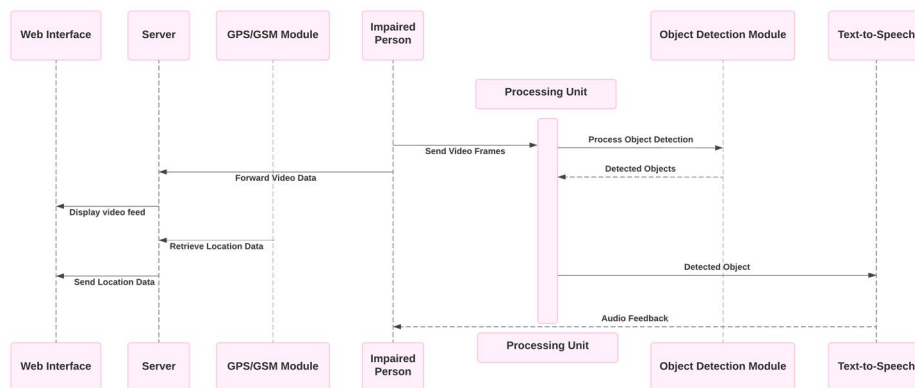 Web Interface
Server
GPS/GSM Module
Impaired
Person
Object Detection Module
Text-to-Speech
Processing Unit
Process Object Detection
Send Video Frames
Detected Objects
Forward Video Data
Display video feed
Retrieve Location Data
Detected Object
Send Location Data
Audio Feedback
Processing Unit
Web Interface
Server
GPS/GSM Module
Impaired
Person
Object Detection Module
Text-to-Speech